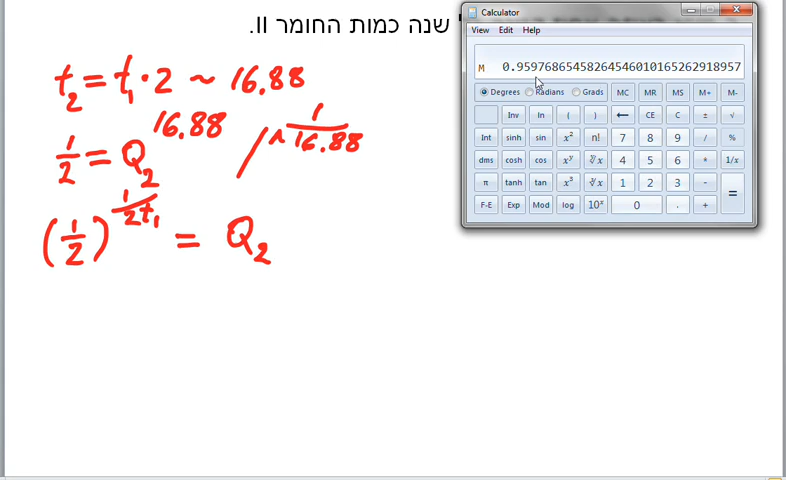 שנה כמות החומר II.
t₂ = t₁ · 2 ~ 16.88
1/2 = Q₂^16.88 / ^ 1/16.88
(1/2)^(1/2t₁) = Q₂
Calculator
View Edit Help
M 0.95976865458264546010165262918957
Degrees Radians Grads MC MR MS M+ M-
Inv ln ( ) ← CE C ± √
Int sinh sin x² n! 7 8 9 / %
dms cosh cos xʸ ʸ√x 4 5 6 * 1/x
π tanh tan x³ ³√x 1 2 3 - =
F-E Exp Mod log 10ˣ 0 . +